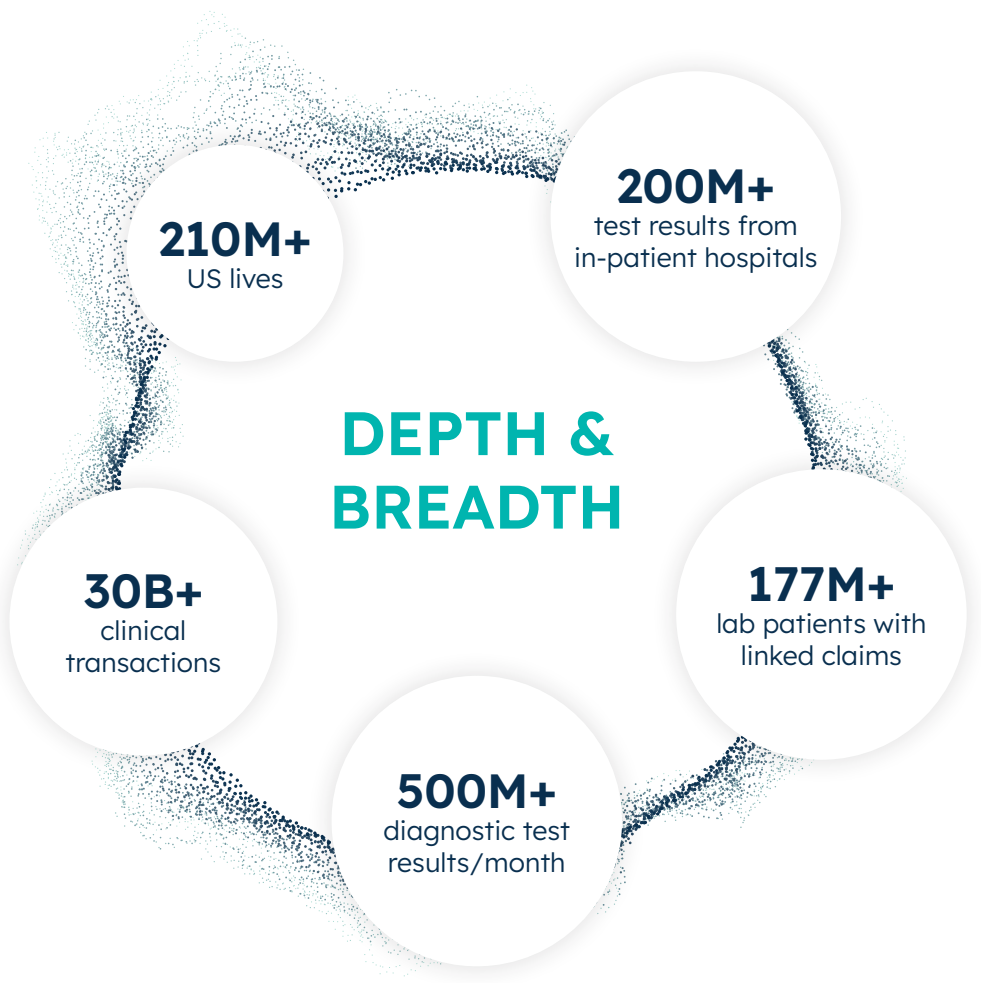 210M+
US lives
200M+
test results from
in-patient hospitals
DEPTH &
BREADTH
30B+
clinical
transactions
177M+
lab patients with
linked claims
500M+
diagnostic test
results/month